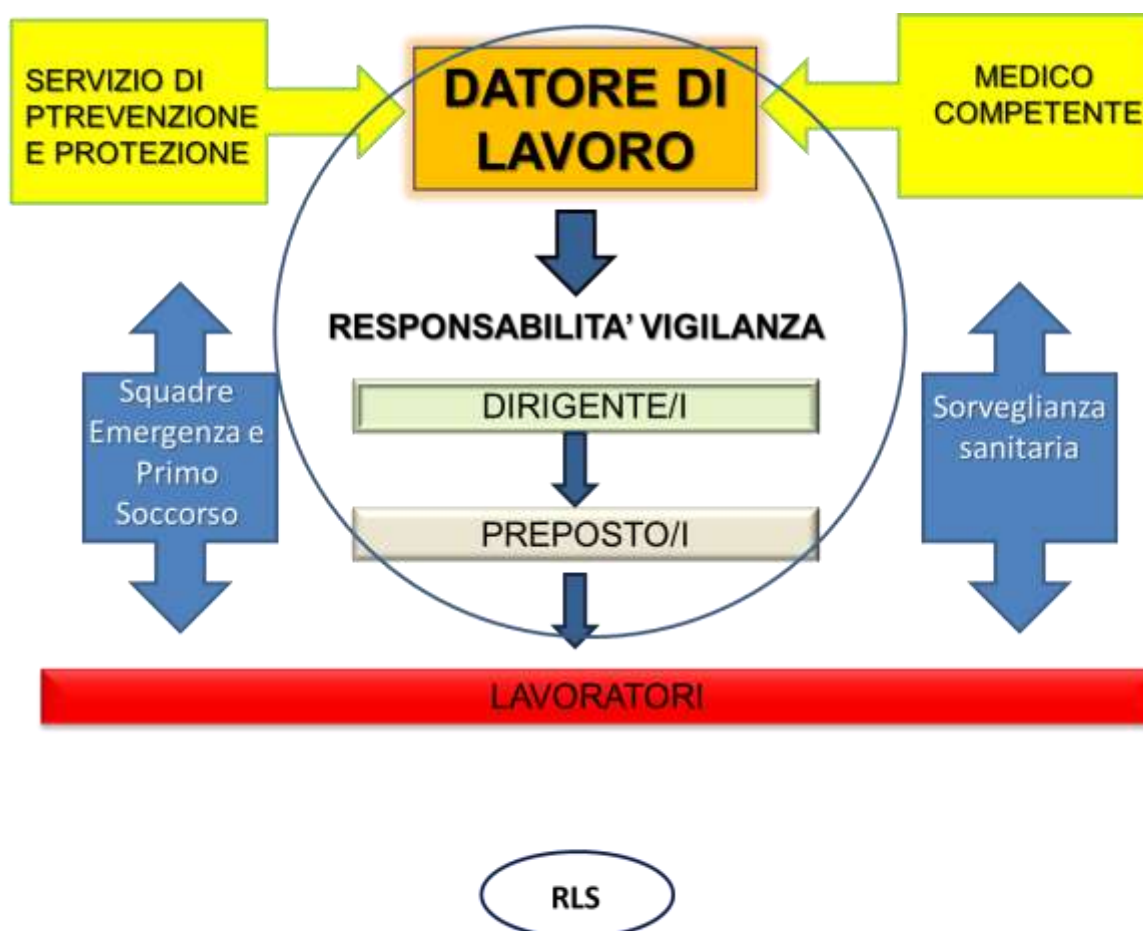 SERVIZIO DI
PTREVENZIONE
E PROTEZIONE
DATORE DI
LAVORO
MEDICO
COMPETENTE
RESPONSABILITA' VIGILANZA
DIRIGENTE/I
PREPOSTO/I
Squadre
Emergenza e
Primo
Soccorso
Sorveglianza
sanitaria
LAVORATORI
RLS